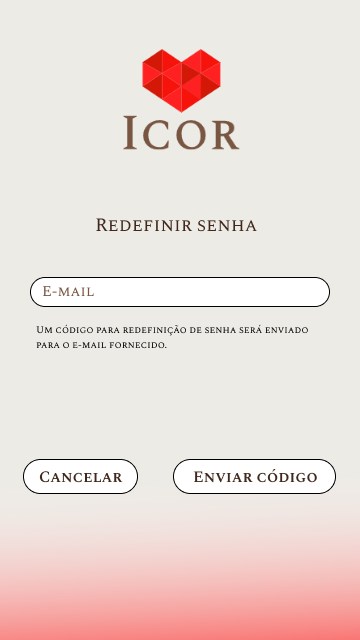 Icor
Redefinir senha
E-mail
Um código para redefinição de senha será enviado
para o e-mail fornecido.
Cancelar
Enviar código